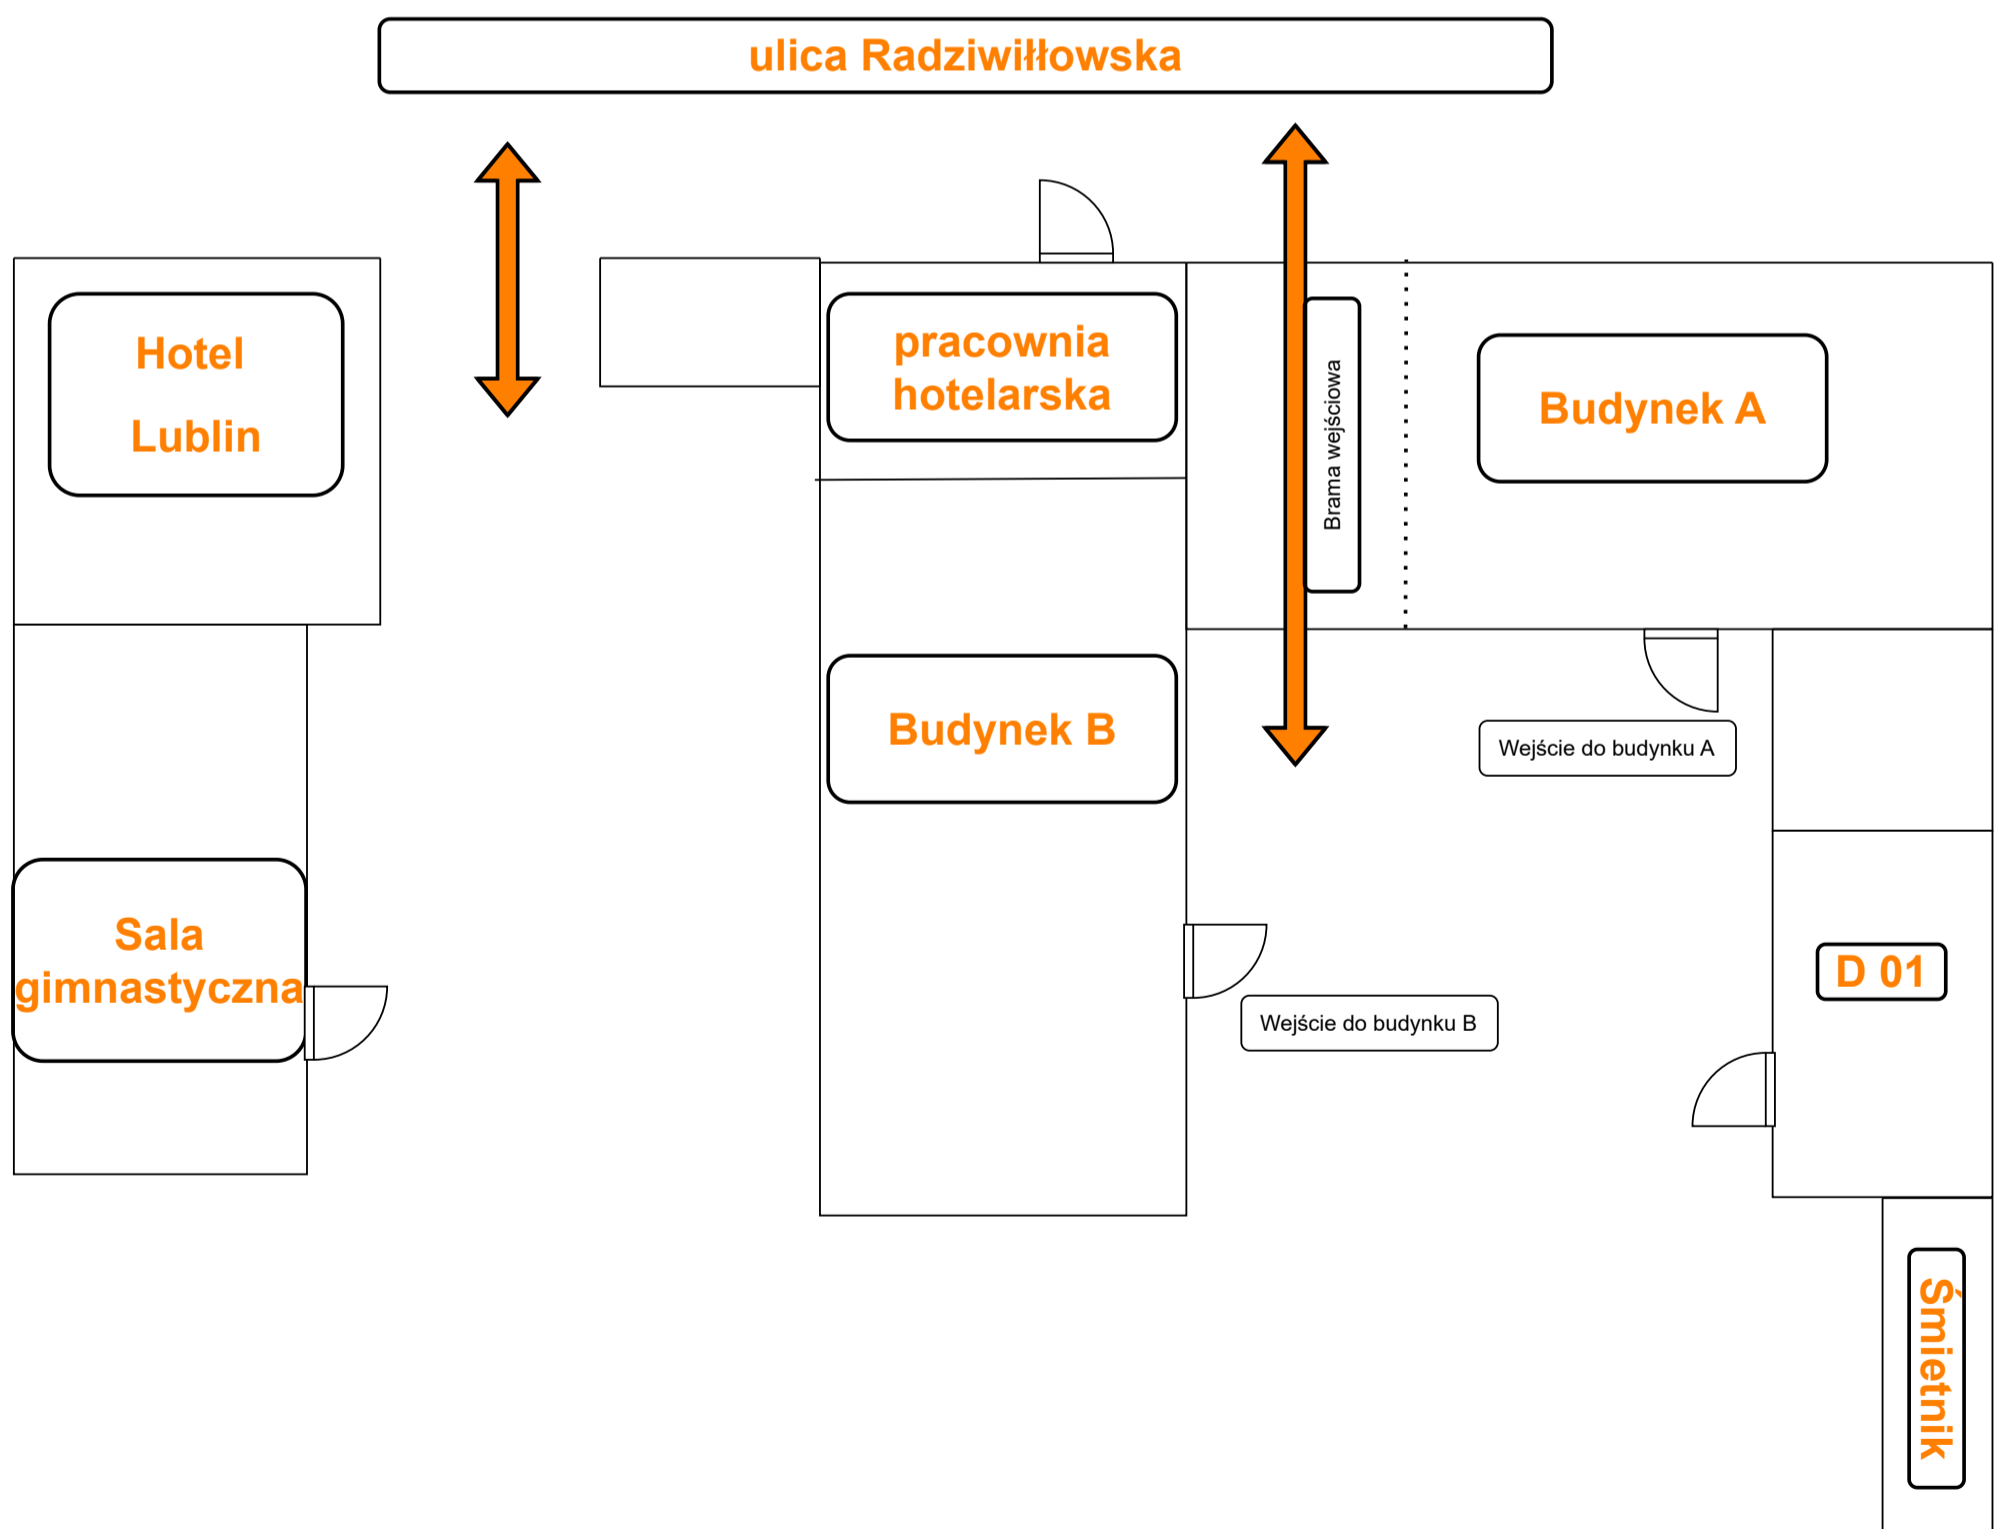 ulica Radziwiłłowska
Hotel
Lublin
pracownia
hotelarska
Brama wejściowa
Budynek A
Budynek B
Wejście do budynku A
Sala
gimnastyczna
D 01
Wejście do budynku B
Śmietnik